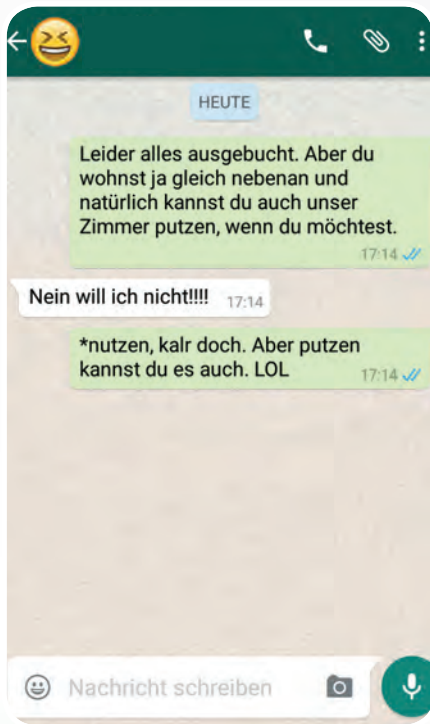 HEUTE
Leider alles ausgebucht. Aber du
wohnst ja gleich nebenan und
natürlich kannst du auch unser
Zimmer putzen, wenn du möchtest.
17:14
Nein will ich nicht!!!! 17:14
*nutzen, kalr doch. Aber putzen
kannst du es auch. LOL 17:14
Nachricht schreiben